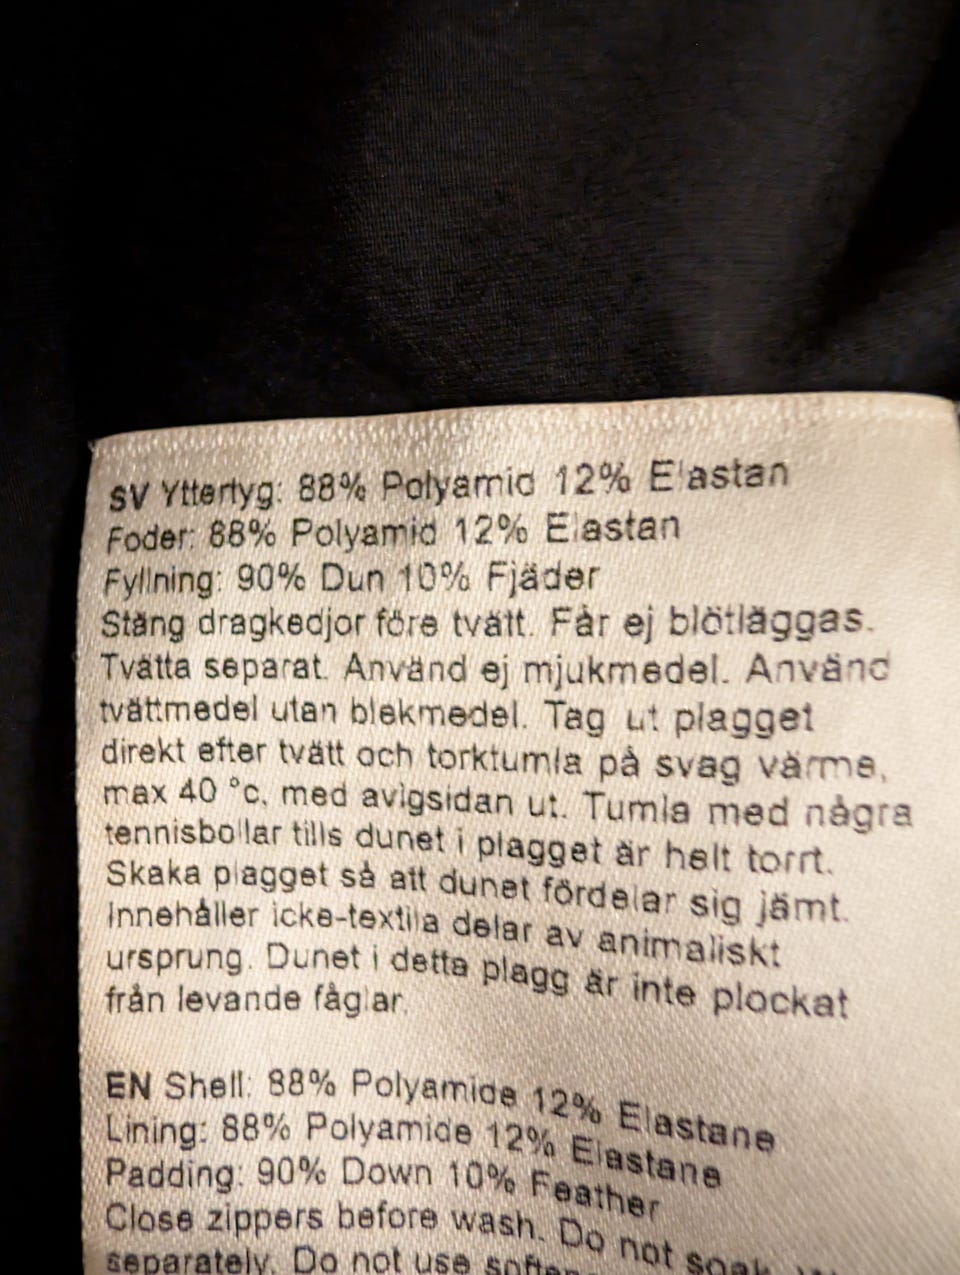 SV Yttertyg: 88% Polyamid 12% Elastan
Foder: 88% Polyamid 12% Elastan
Fyllning: 90% Dun 10% Fjäder
Stäng dragkedjor före tvätt. Får ej blötläggas.
Tvätta separat. Använd ej mjukmedel. Använd
tvättmedel utan blekmedel. Tag ut plagget
direkt efter tvätt och torktumla på svag värme,
max 40 °c, med avigsidan ut. Tumla med några
tennisbollar tills dunet i plagget är helt torrt.
Skaka plagget så att dunet fördelar sig jämt.
Innehåller icke-textila delar av animaliskt
ursprung. Dunet i detta plagg är inte plockat
från levande fåglar.
EN Shell: 88% Polyamide 12% Elastane
Lining: 88% Polyamide 12% Elastane
Padding: 90% Down 10% Feather
Close zippers before wash. Do not soak.
separately. Do not use